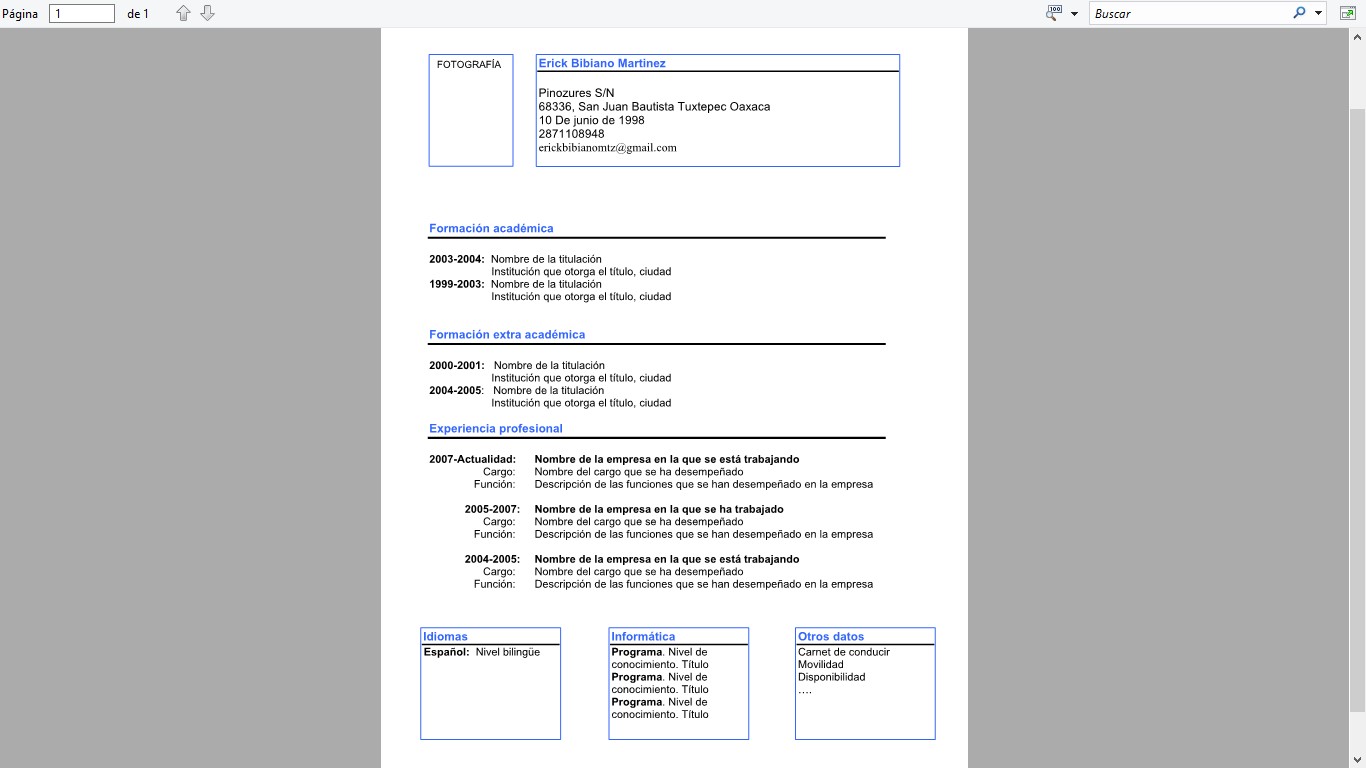 Página 1 de 1
100
Buscar
FOTOGRAFÍA
Erick Bibiano Martinez
Pinozures S/N
68336, San Juan Bautista Tuxtepec Oaxaca
10 De junio de 1998
2871108948
erickbibianomtz@gmail.com
Formación académica
2003-2004: Nombre de la titulación
Institución que otorga el título, ciudad
1999-2003: Nombre de la titulación
Institución que otorga el título, ciudad
Formación extra académica
2000-2001: Nombre de la titulación
Institución que otorga el título, ciudad
2004-2005: Nombre de la titulación
Institución que otorga el título, ciudad
Experiencia profesional
2007-Actualidad: Nombre de la empresa en la que se está trabajando
Cargo: Nombre del cargo que se ha desempeñado
Función: Descripción de las funciones que se han desempeñado en la empresa
2005-2007: Nombre de la empresa en la que se ha trabajado
Cargo: Nombre del cargo que se ha desempeñado
Función: Descripción de las funciones que se han desempeñado en la empresa
2004-2005: Nombre de la empresa en la que se está trabajando
Cargo: Nombre del cargo que se ha desempeñado
Función: Descripción de las funciones que se han desempeñado en la empresa
Idiomas
Español: Nivel bilingüe
Informática
Programa. Nivel de
conocimiento. Título
Programa. Nivel de
conocimiento. Título
Programa. Nivel de
conocimiento. Título
Otros datos
Carnet de conducir
Movilidad
Disponibilidad
….